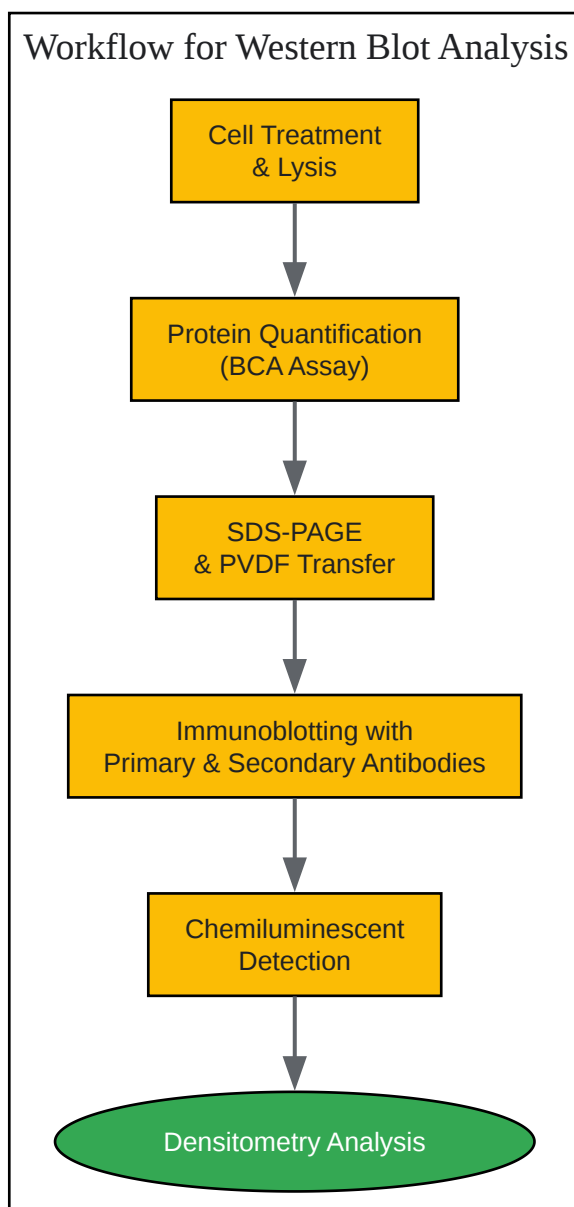 Workflow for Western Blot Analysis
Cell Treatment
& Lysis
Protein Quantification
(BCA Assay)
SDS-PAGE
& PVDF Transfer
Immunoblotting with
Primary & Secondary Antibodies
Chemiluminescent
Detection
Densitometry Analysis